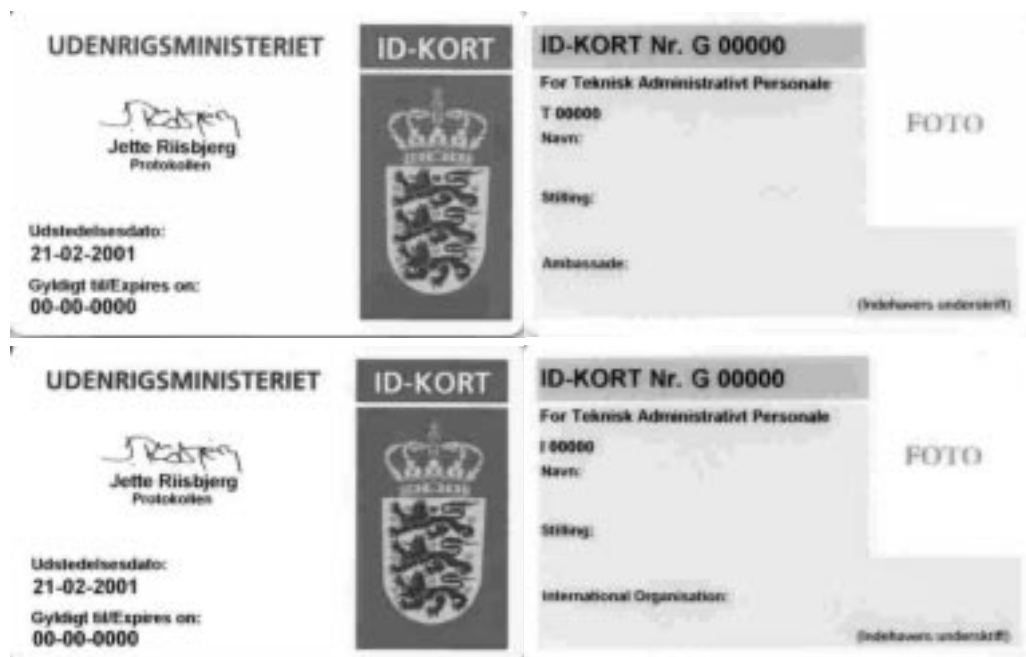 UDENRIGSMINISTERIET
ID-KORT
Jette Riisbjerg
Protokollen
Udstedelsesdato:
21-02-2001
Gyldigt til/Expires on:
00-00-0000
ID-KORT Nr. G 00000
For Teknisk Administrativt Personale
T 00000
Navn:
FOTO
Stilling:
Ambassade:
(Indehavers underskrift)
UDENRIGSMINISTERIET
ID-KORT
Jette Riisbjerg
Protokollen
Udstedelsesdato:
21-02-2001
Gyldigt til/Expires on:
00-00-0000
ID-KORT Nr. G 00000
For Teknisk Administrativt Personale
I 00000
Navn:
FOTO
Stilling:
International Organisation:
(Indehavers underskrift)